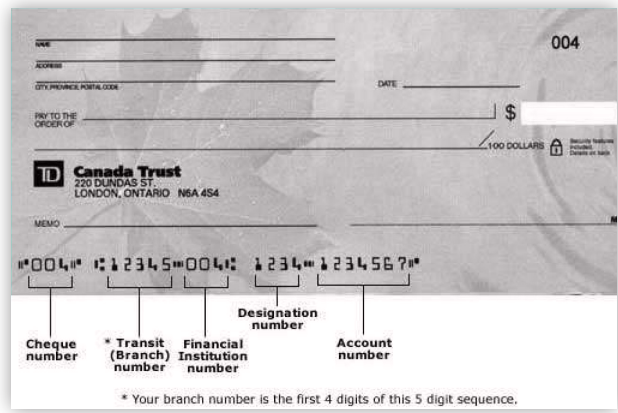 004
NAME
ADDRESS
CITY, PROVINCE, POSTAL CODE
DATE
PAY TO THE
ORDER OF
$
/100 DOLLARS
Security features
included.
Details on back.
TD Canada Trust
220 DUNDAS ST.
LONDON, ONTARIO N6A 4S4
MEMO
⑈004⑈ ⑆12345⑉004⑆ 1234⑉1234567⑈
Cheque
number
* Transit
(Branch)
number
Financial
Institution
number
Designation
number
Account
number
* Your branch number is the first 4 digits of this 5 digit sequence.